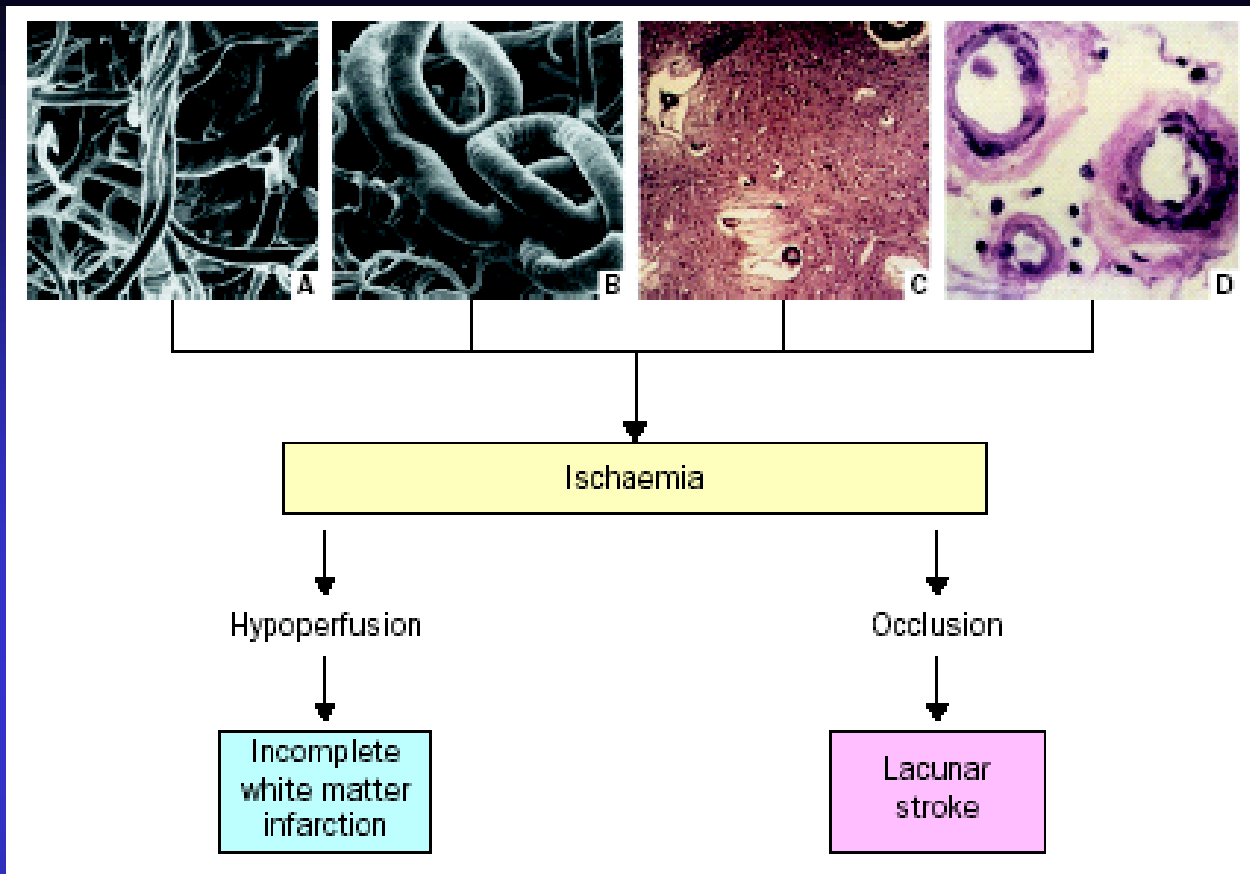 A
B
C
D
Ischaemia
Hypoperfusion
Occlusion
Incomplete
white matter
infarction
Lacunar
stroke